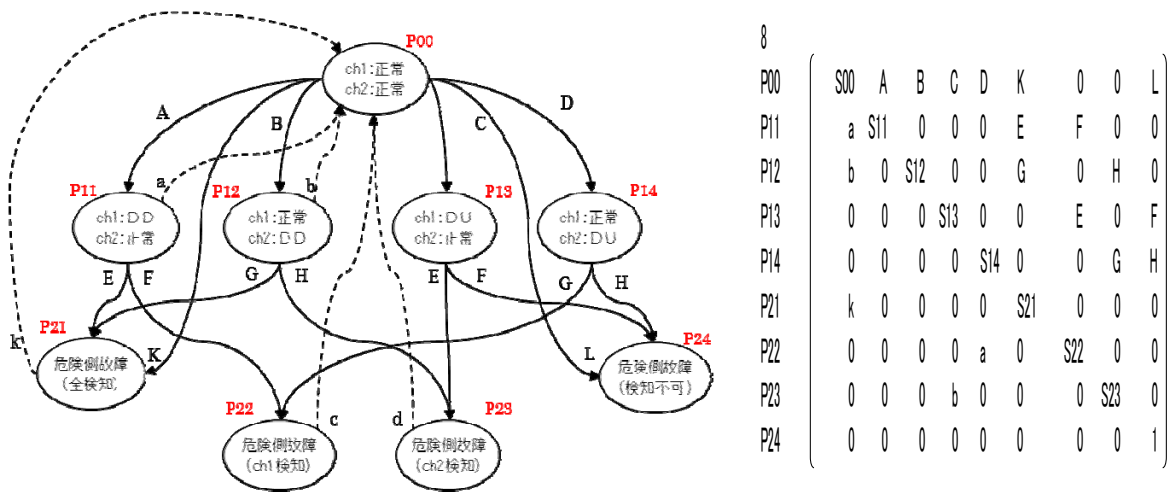 P00
ch1:正常
ch2:正常
A
B
C
D
a
b
P11
ch1:DD
ch2:正常
P12
ch1:正常
ch2:DD
P13
ch1:DU
ch2:正常
P14
ch1:正常
ch2:DU
E
F
G
H
E
F
G
H
k
K
L
P21
危険側故障
(全検知)
P24
危険側故障
(検知不可)
P22
危険側故障
(ch1検知)
c
d
P23
危険側故障
(ch2検知)
8
P00 S00 A B C D K 0 0 L
P11 a S11 0 0 0 E F 0 0
P12 b 0 S12 0 0 G 0 H 0
P13 0 0 0 S13 0 0 E 0 F
P14 0 0 0 0 S14 0 0 G H
P21 k 0 0 0 0 S21 0 0 0
P22 0 0 0 0 a 0 S22 0 0
P23 0 0 0 b 0 0 0 S23 0
P24 0 0 0 0 0 0 0 0 1